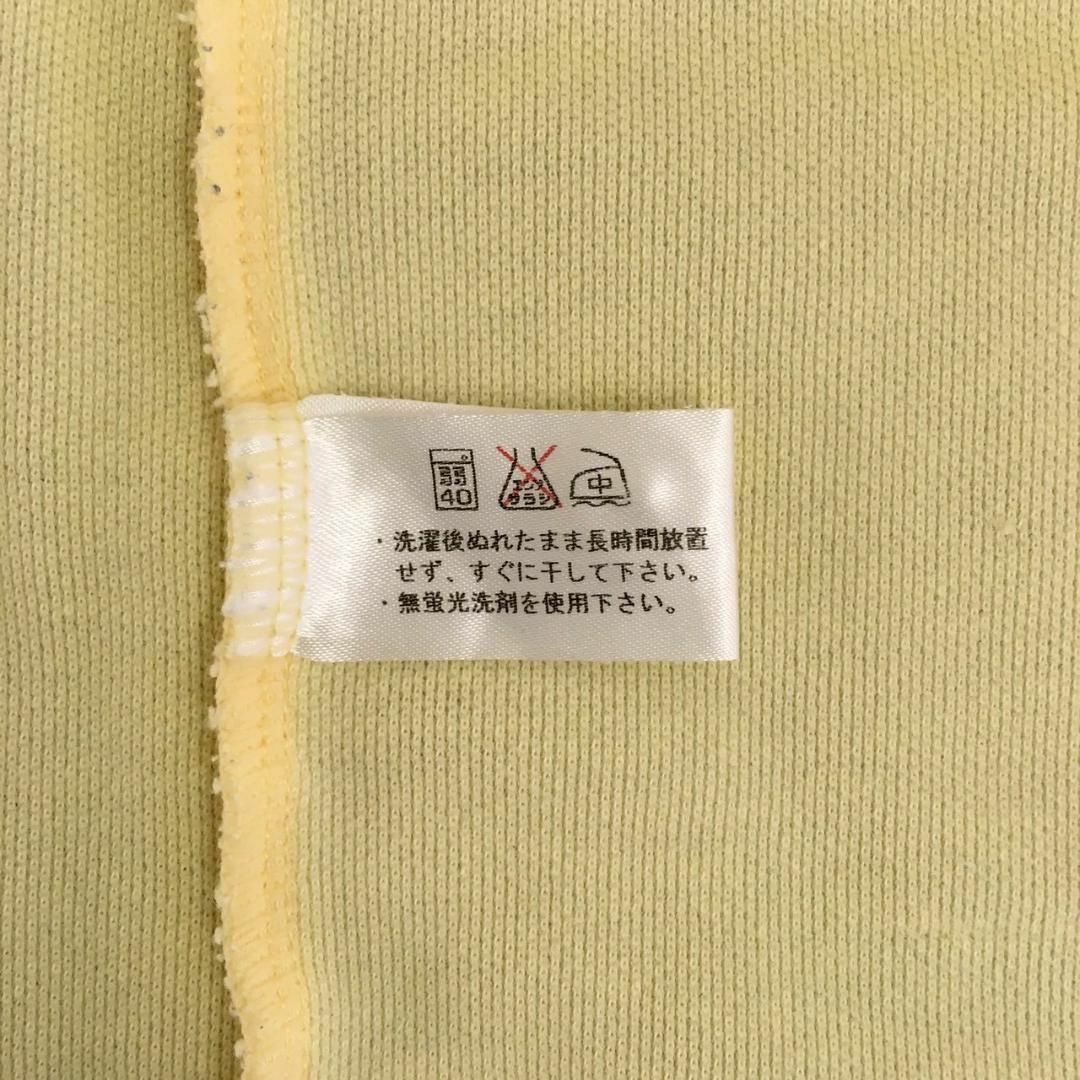 弱
40
エンソ
サラシ
中
・洗濯後ぬれたまま長時間放置
せず、すぐに干して下さい。
・無蛍光洗剤を使用下さい。